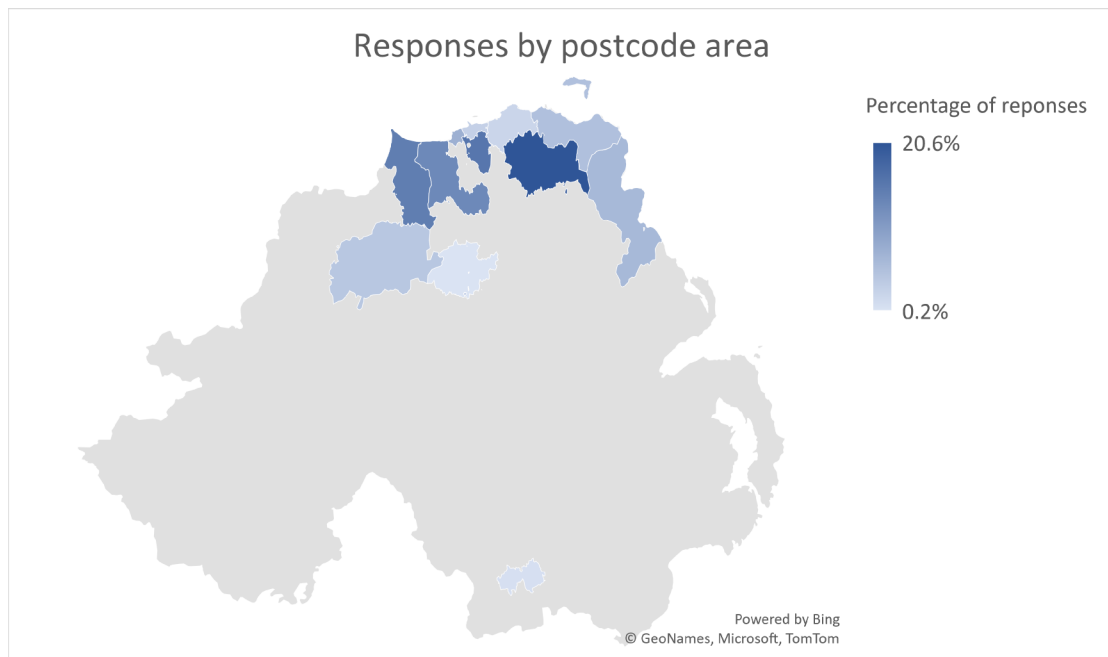 Responses by postcode area
Percentage of reponses
20.6%
0.2%
Powered by Bing
© GeoNames, Microsoft, TomTom